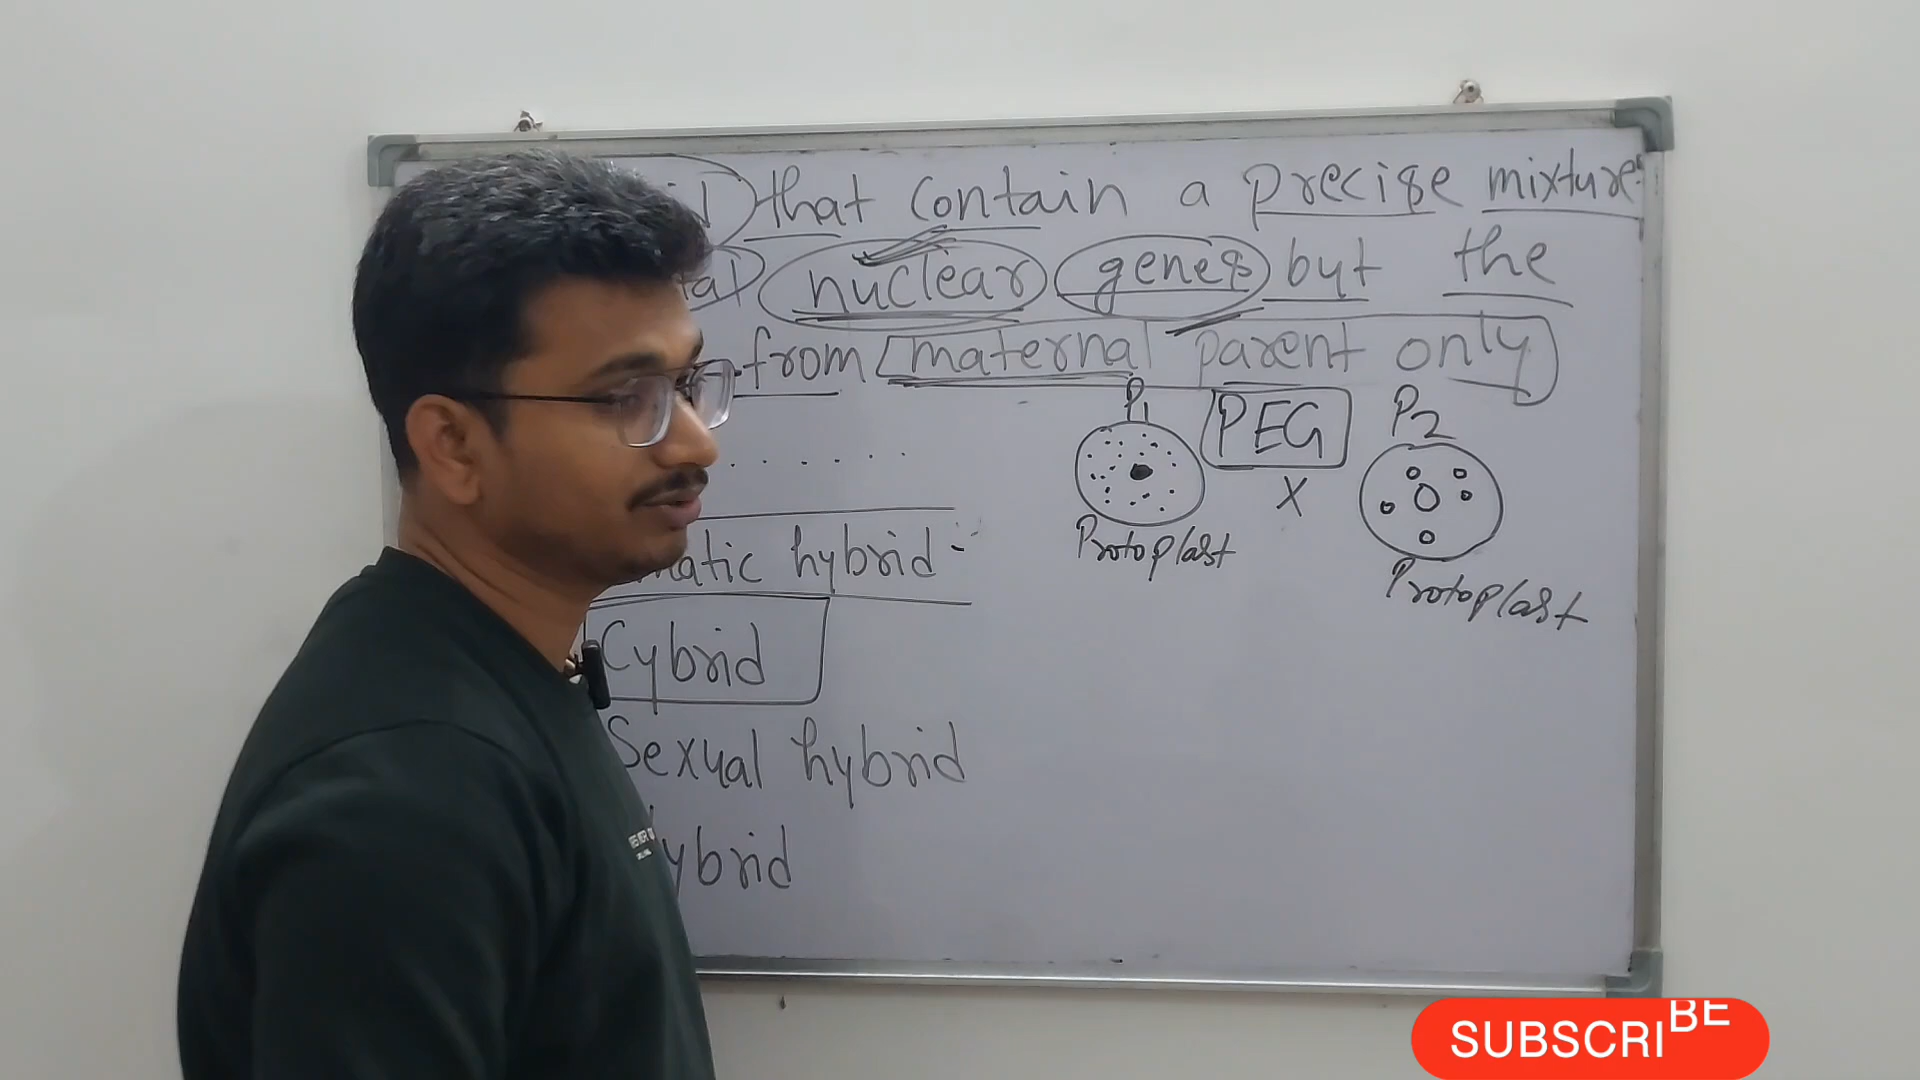 that contain a precise mixture
nuclear genes but the
from maternal parent only
P1 PEG P2
X
Protoplast
Protoplast
matic hybrid
Cybrid
Sexual hybrid
ybrid
SUBSCRIBE